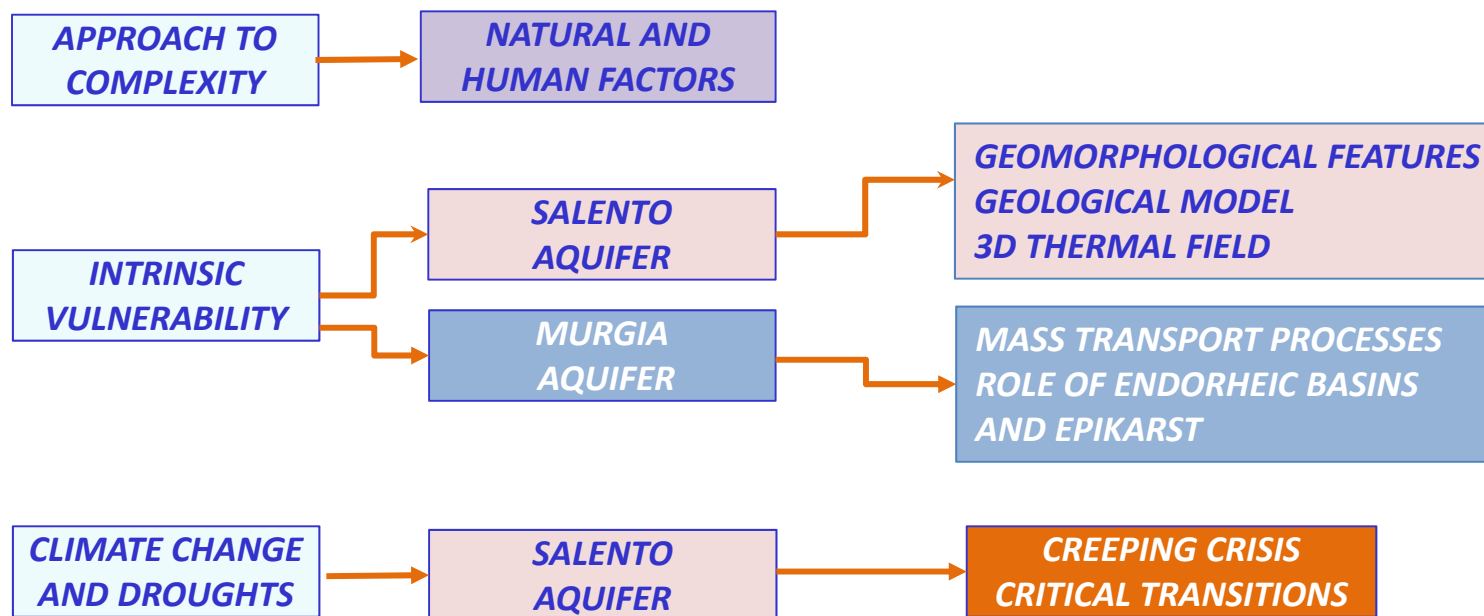 APPROACH TO
COMPLEXITY
NATURAL AND
HUMAN FACTORS
INTRINSIC
VULNERABILITY
SALENTO
AQUIFER
GEOMORPHOLOGICAL FEATURES
GEOLOGICAL MODEL
3D THERMAL FIELD
MURGIA
AQUIFER
MASS TRANSPORT PROCESSES
ROLE OF ENDORHEIC BASINS
AND EPIKARST
CLIMATE CHANGE
AND DROUGHTS
SALENTO
AQUIFER
CREEPING CRISIS
CRITICAL TRANSITIONS